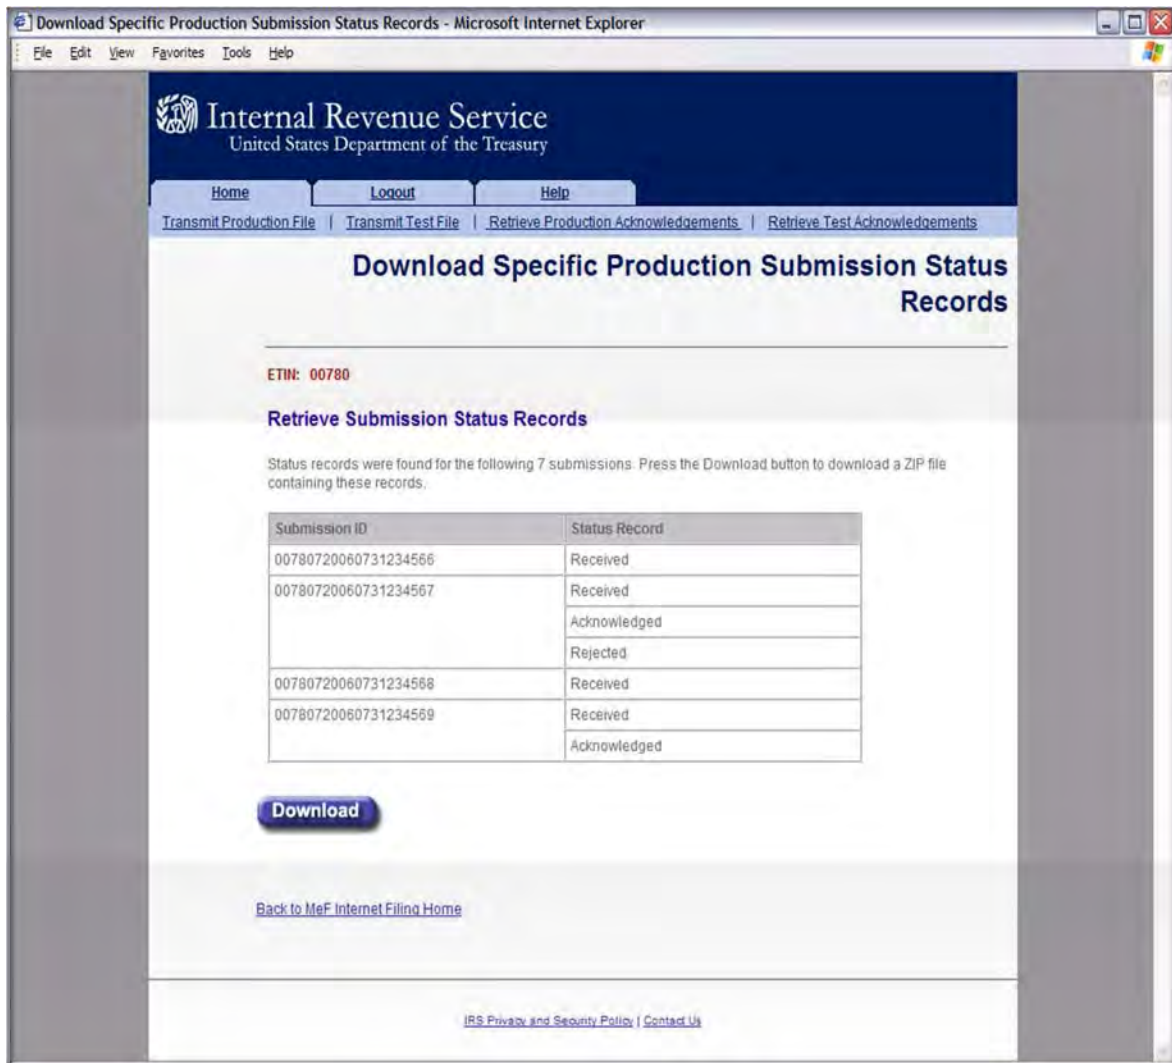 Download Specific Production Submission Status Records - Microsoft Internet Explorer
File Edit View Favorites Tools Help
Internal Revenue Service
United States Department of the Treasury
Home Logout Help
Transmit Production File | Transmit Test File | Retrieve Production Acknowledgements | Retrieve Test Acknowledgements
Download Specific Production Submission Status
Records
ETIN: 00780
Retrieve Submission Status Records
Status records were found for the following 7 submissions. Press the Download button to download a ZIP file
containing these records.
Submission ID Status Record
00780720060731234566 Received
00780720060731234567 Received
Acknowledged
Rejected
00780720060731234568 Received
00780720060731234569 Received
Acknowledged
Download
Back to MeF Internet Filing Home
IRS Privacy and Security Policy | Contact Us